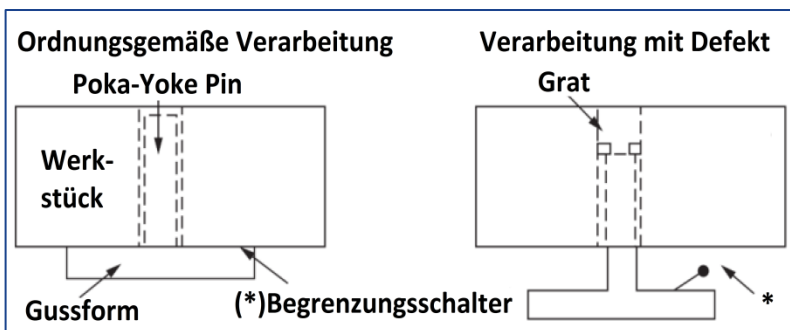 Ordnungsgemäße Verarbeitung
Poka-Yoke Pin
Werk-
stück
Gussform
(*)Begrenzungsschalter
Verarbeitung mit Defekt
Grat
*